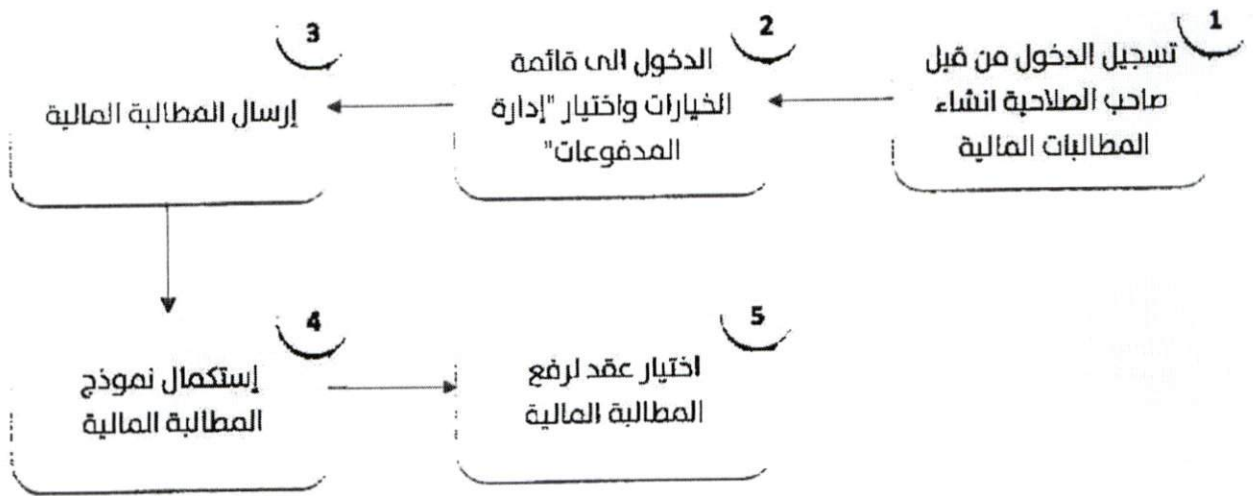 1
تسجيل الدخول من قبل
صاحب الصلاحية انشاء
المطالبات المالية
2
الدخول الى قائمة
الخيارات واختيار "إدارة
المدفوعات"
3
إرسال المطالبة المالية
4
إستكمال نموذج
المطالبة المالية
5
اختيار عقد لرفع
المطالبة المالية